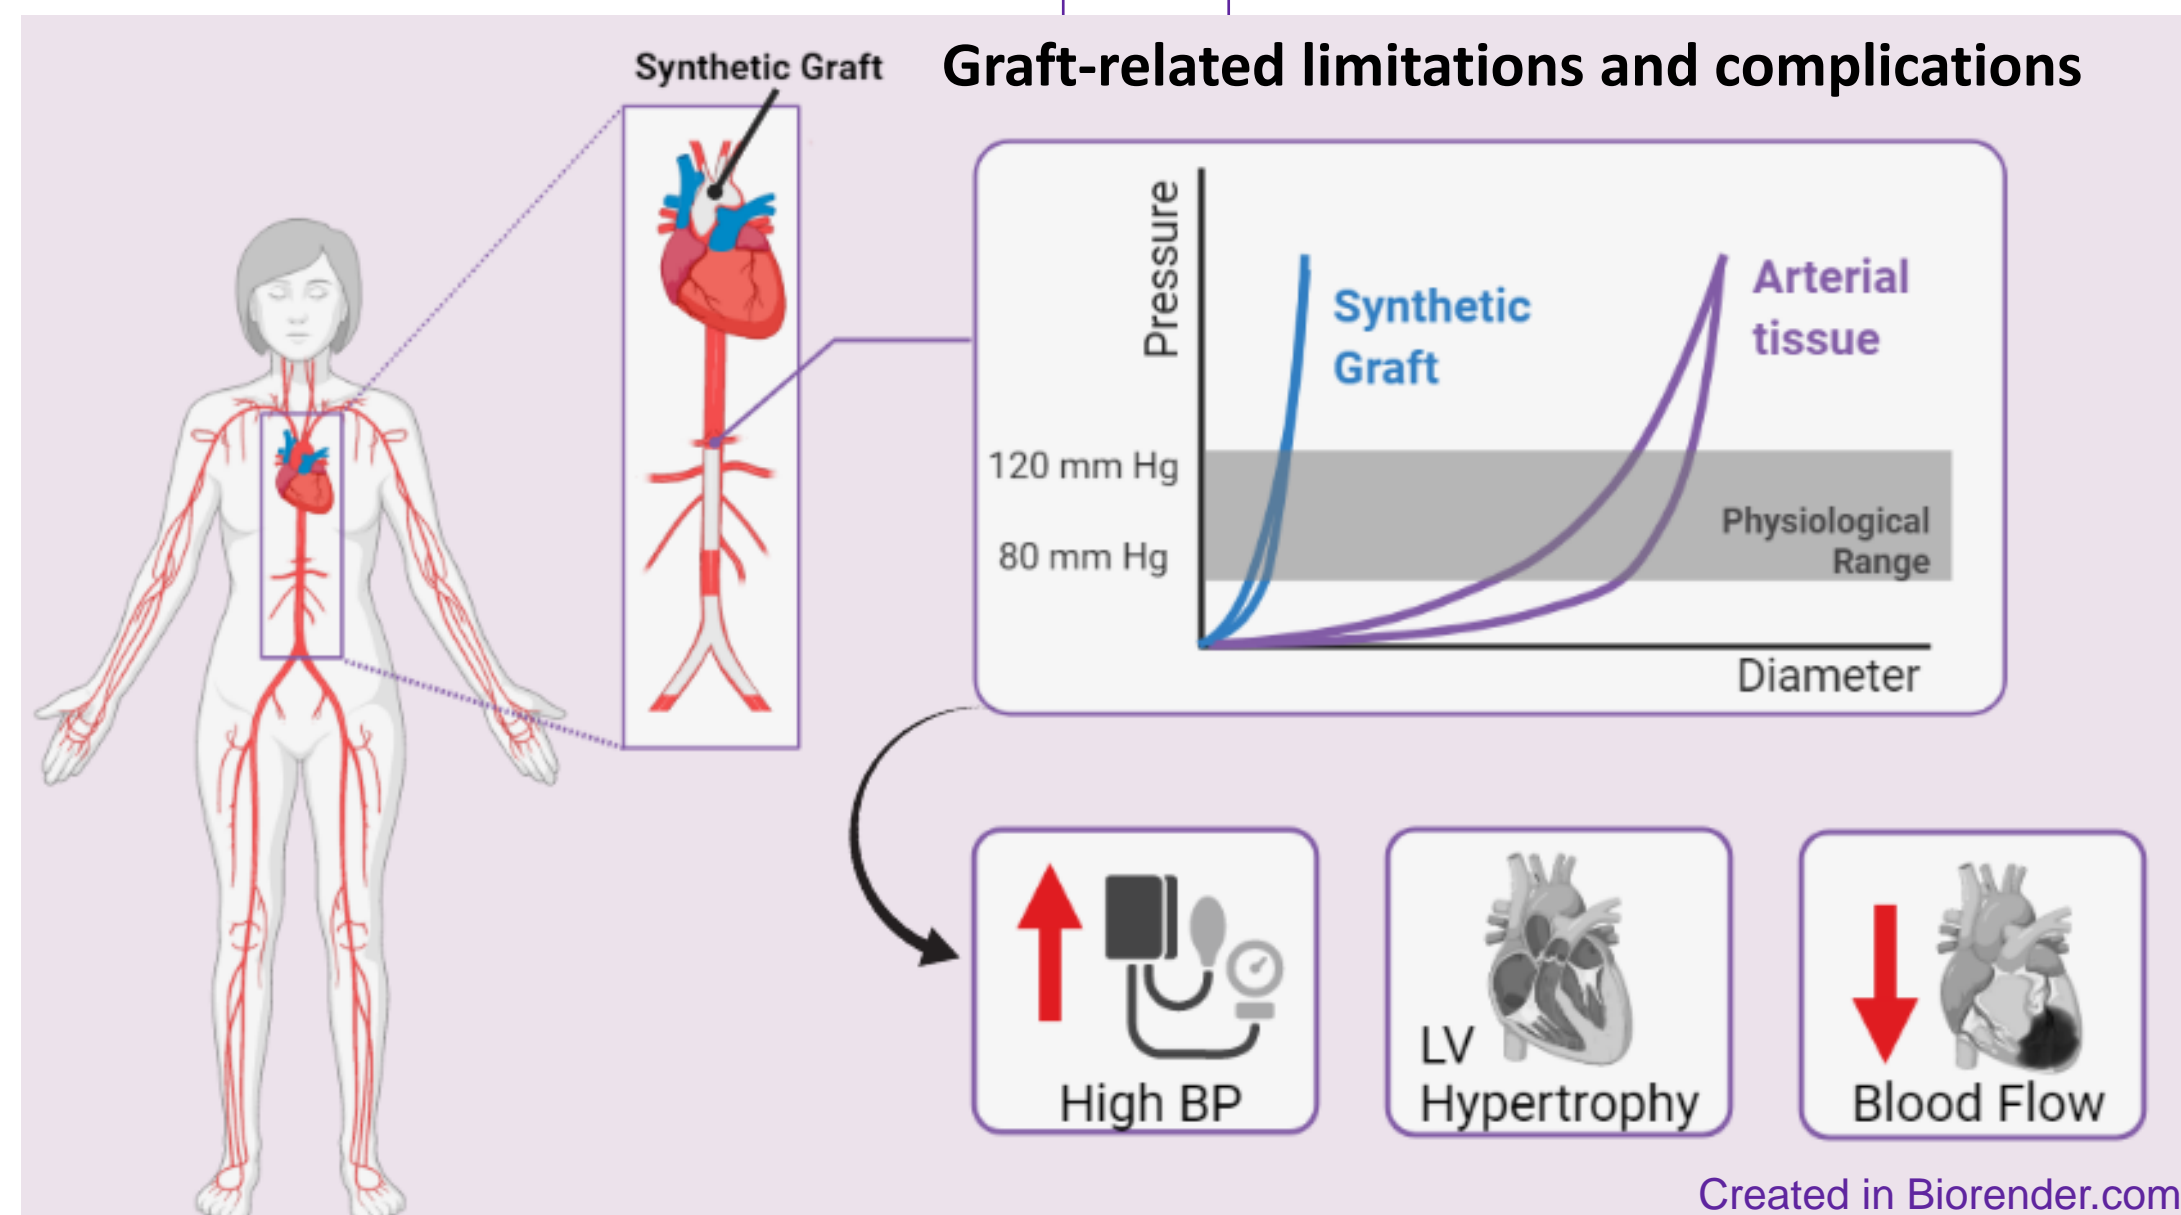 Synthetic Graft
Graft-related limitations and complications
Pressure
Synthetic
Graft
Arterial
tissue
120 mm Hg
80 mm Hg
Physiological
Range
Diameter
High BP
LV
Hypertrophy
Blood Flow
Created in Biorender.com